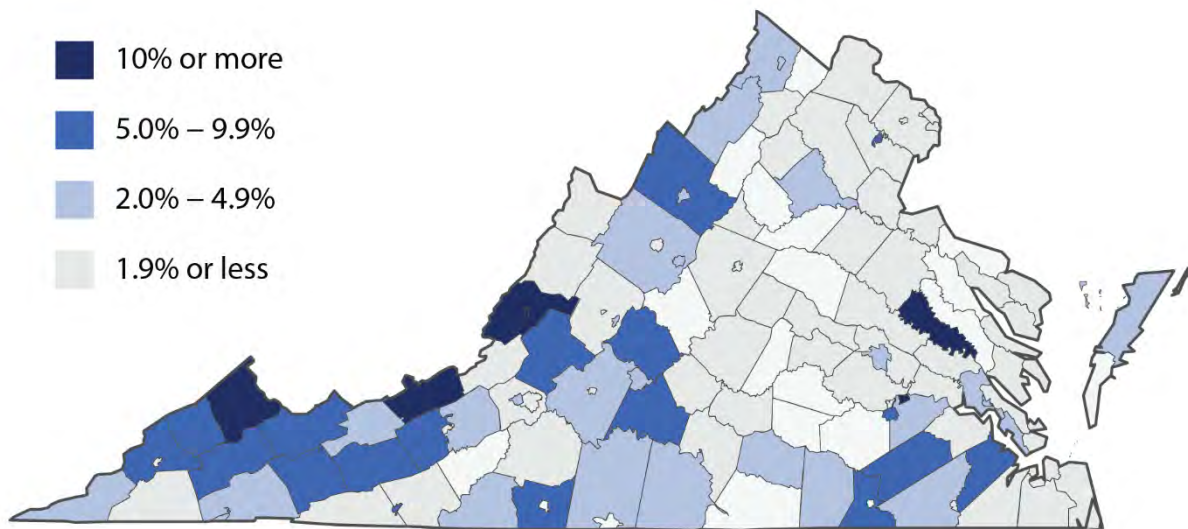 10% or more
5.0% – 9.9%
2.0% – 4.9%
1.9% or less